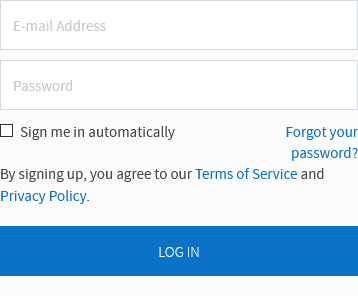 E-mail Address
Password
Sign me in automatically
Forgot your
password?
By signing up, you agree to our Terms of Service and
Privacy Policy.
LOG IN